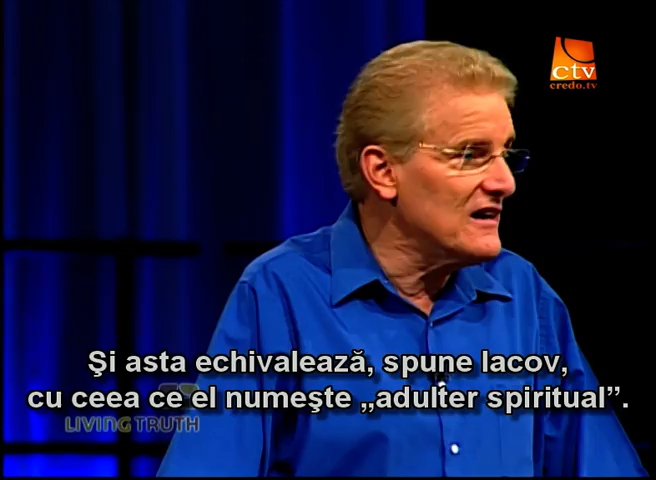 ctv
credo.tv
Şi asta echivalează, spune Iacov,
cu ceea ce el numeşte „adulter spiritual”.
LIVING TRUTH